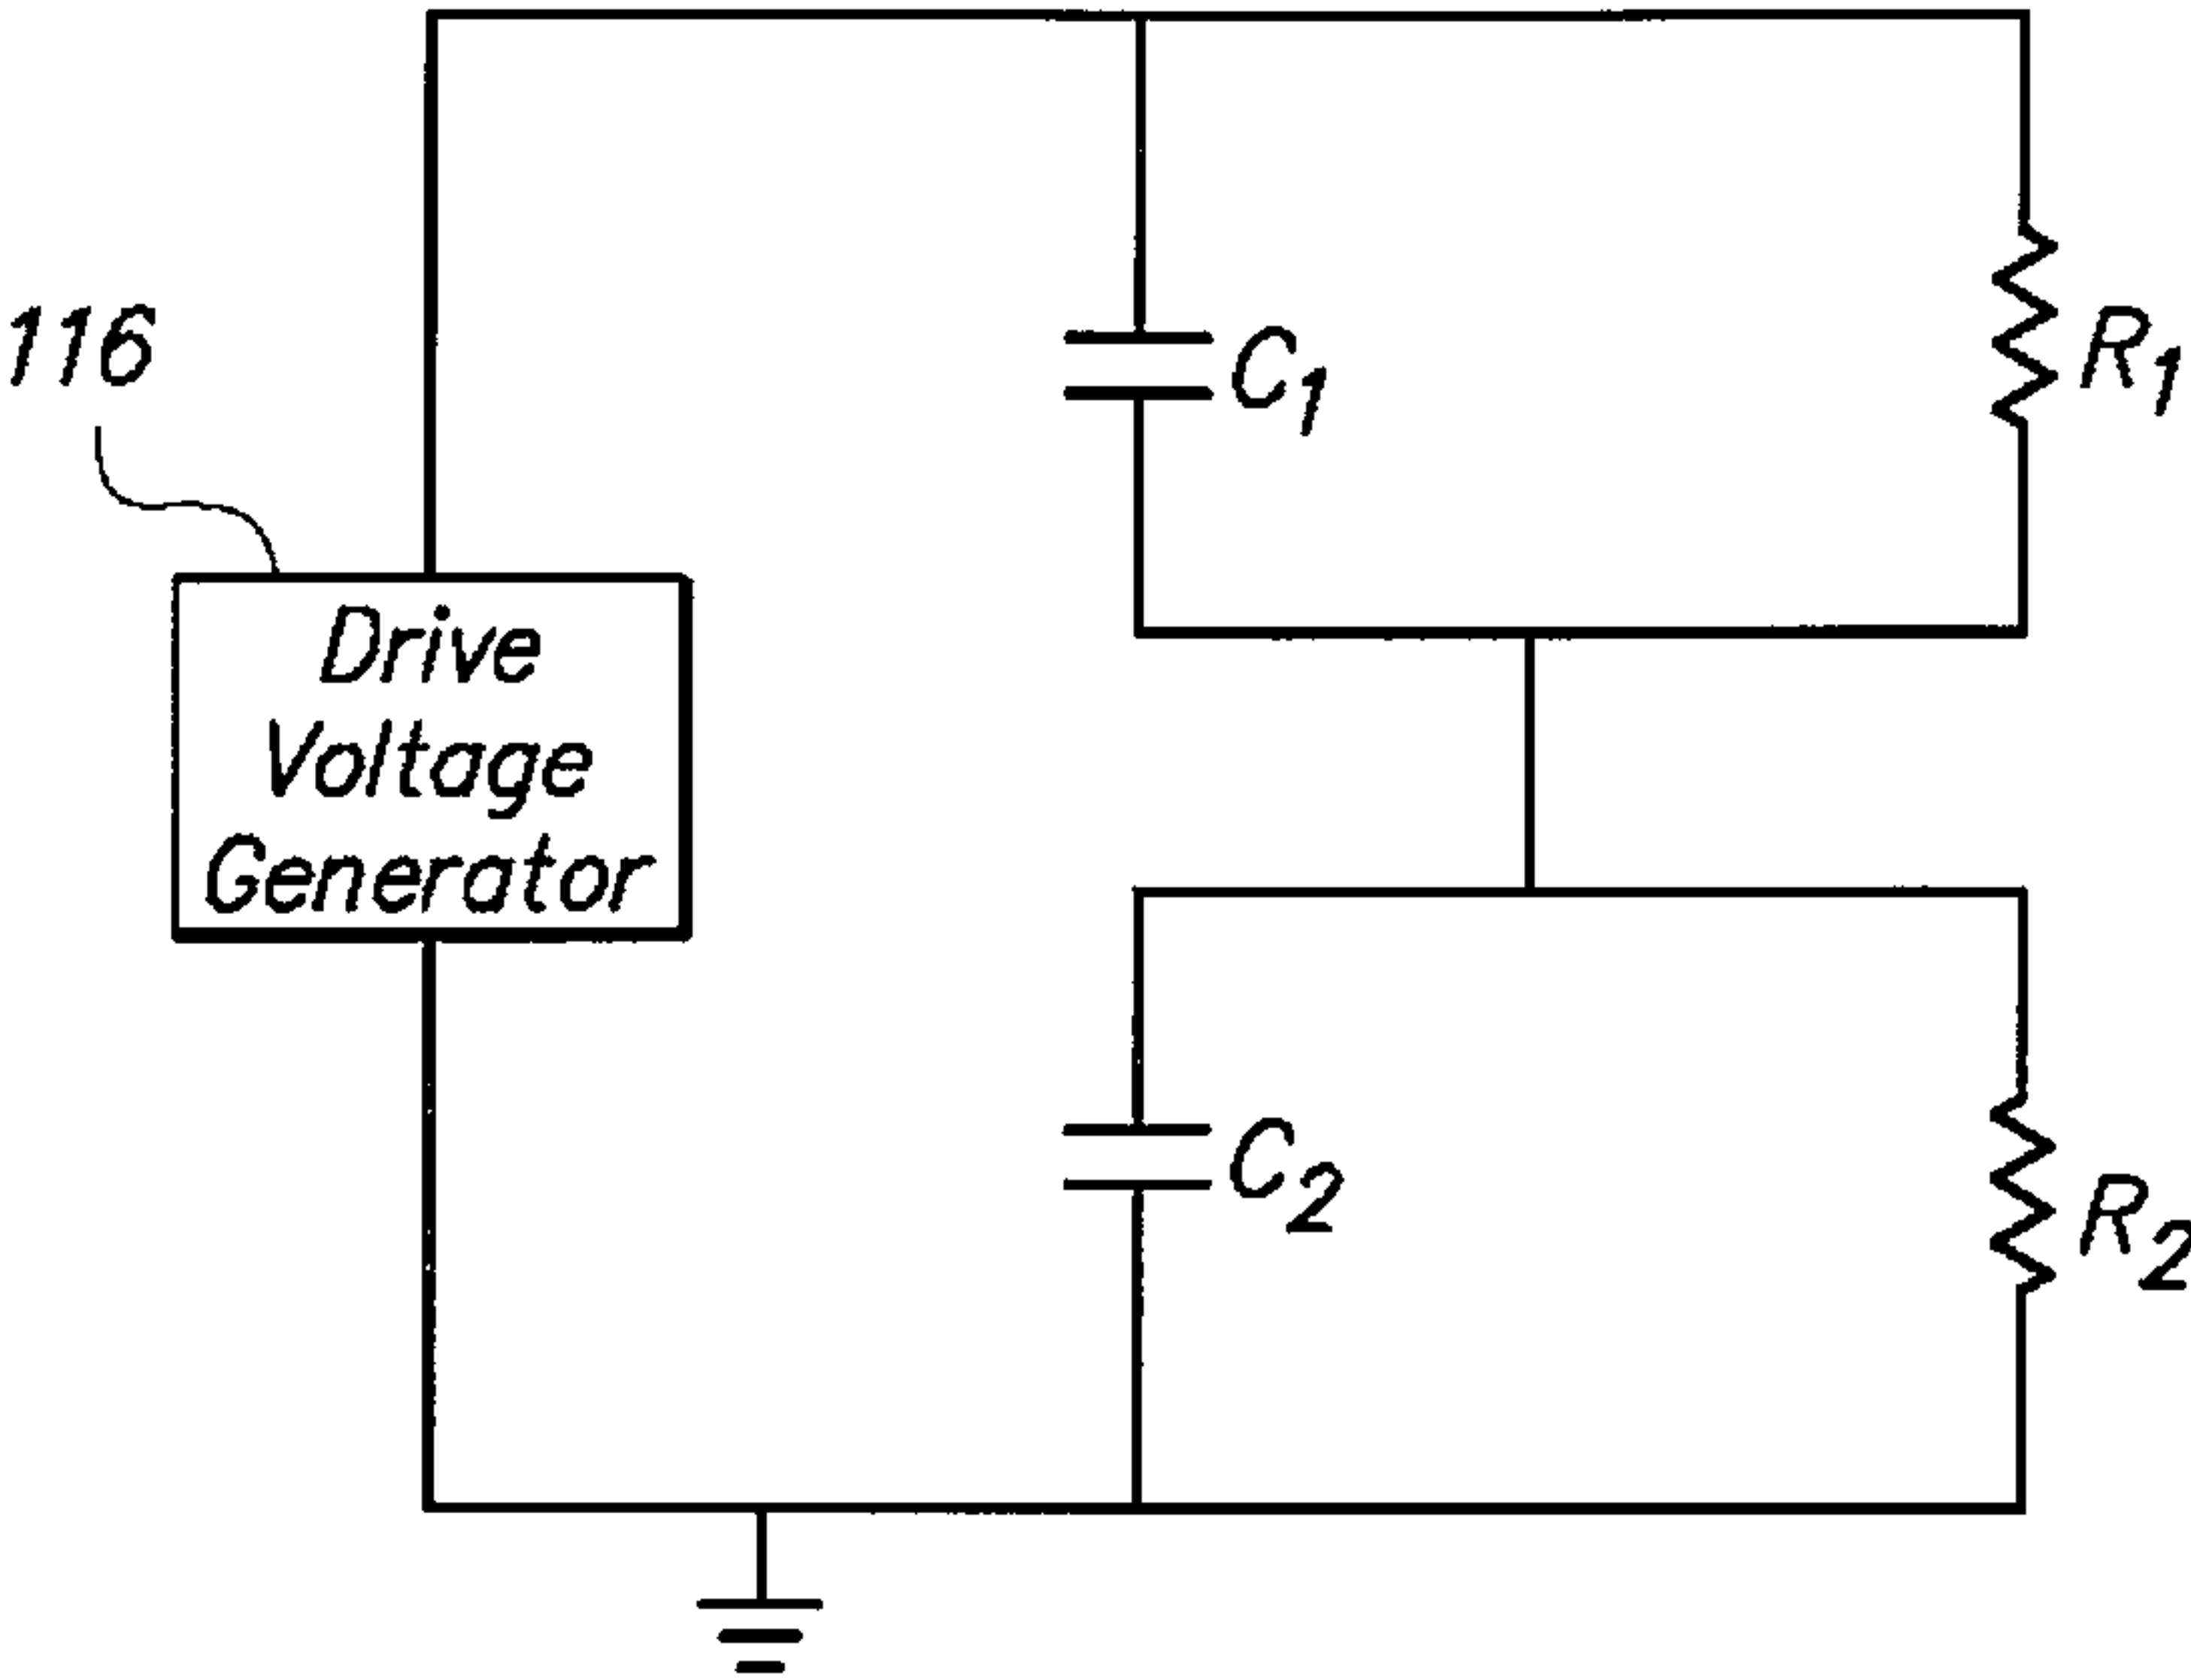 116
Drive
Voltage
Generator
C1
R1
C2
R2